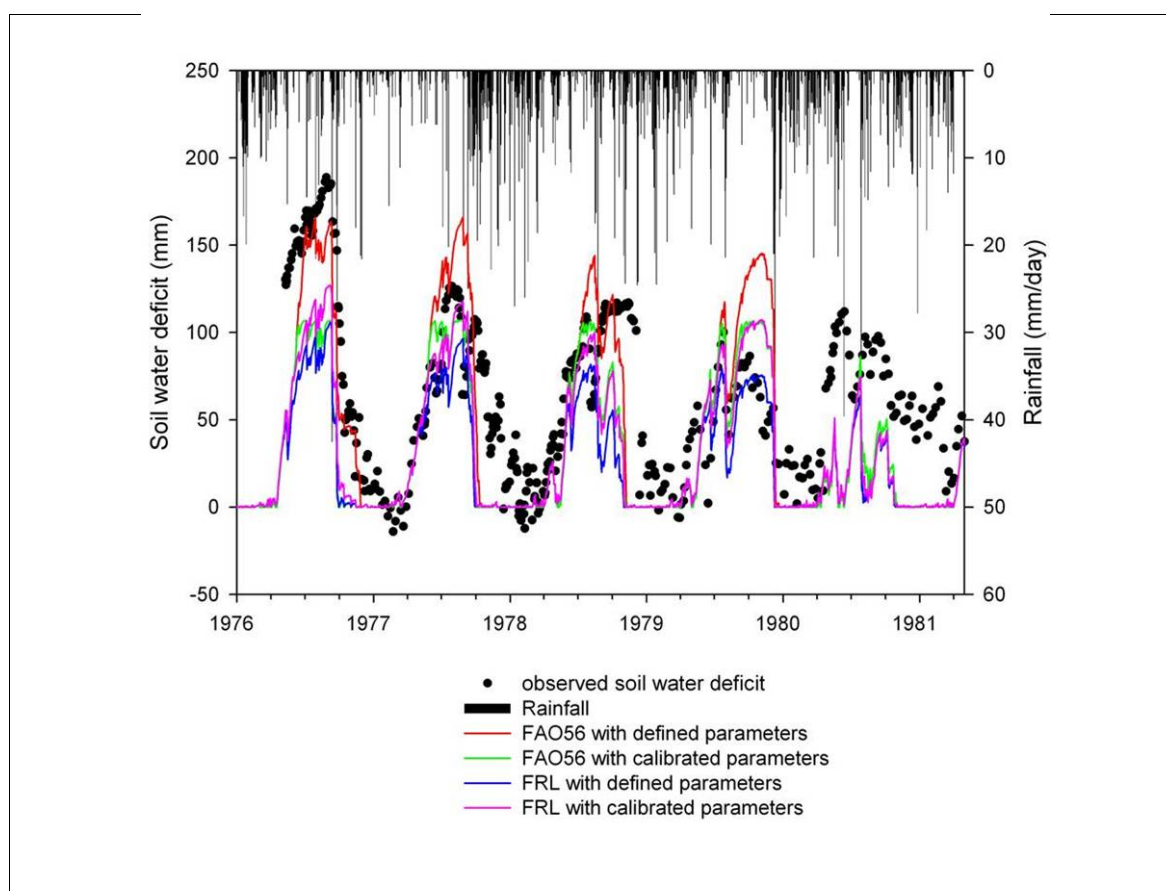 250
200
150
100
50
0
-50
Soil water deficit (mm)
0
10
20
30
40
50
60
Rainfall (mm/day)
1976 1977 1978 1979 1980 1981
observed soil water deficit
Rainfall
FAO56 with defined parameters
FAO56 with calibrated parameters
FRL with defined parameters
FRL with calibrated parameters